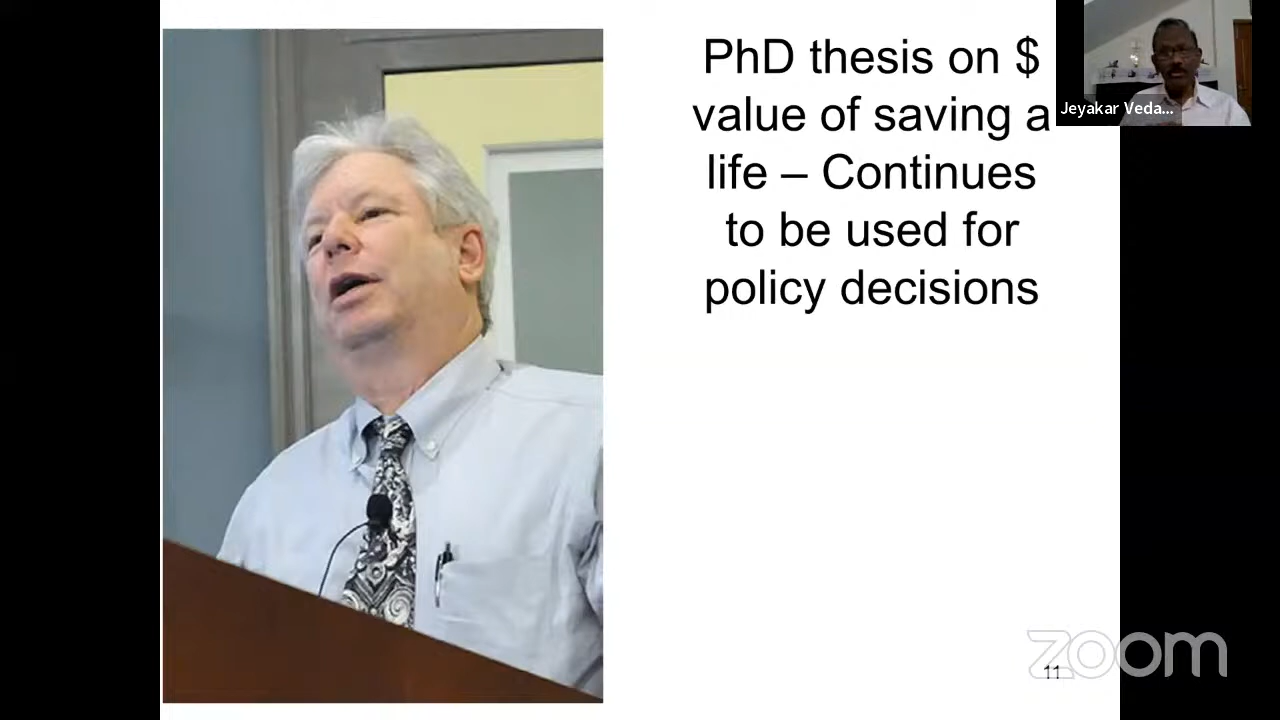 PhD thesis on $
value of saving a
life – Continues
to be used for
policy decisions
Jeyakar Veda...
11
zoom